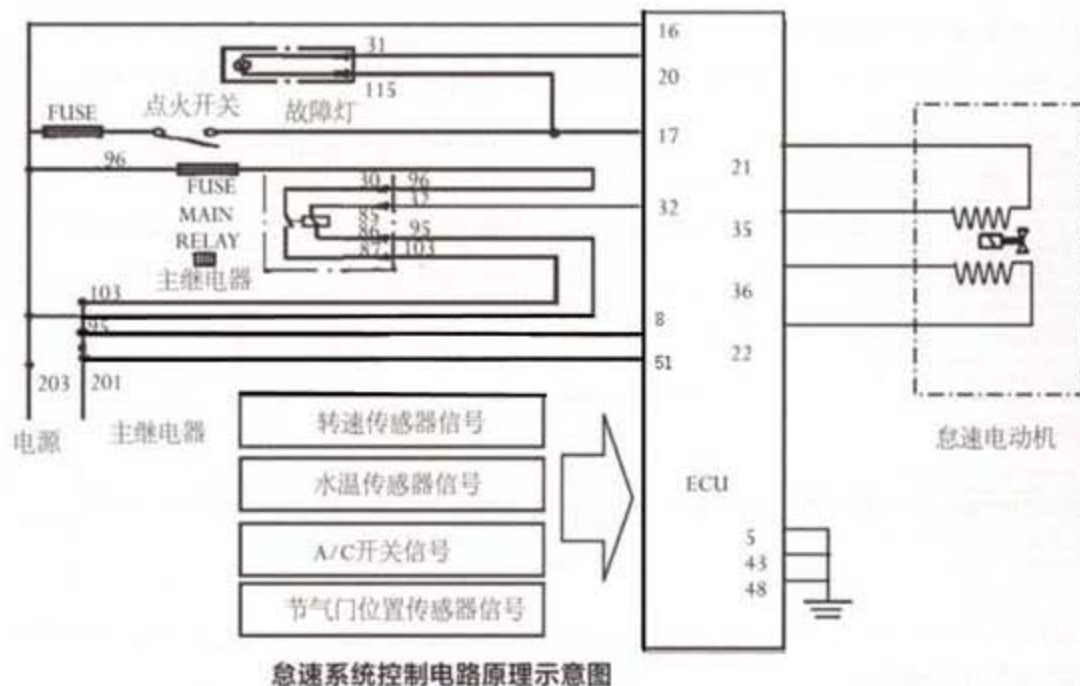 16
31
20
115
故障灯
FUSE
点火开关
17
96
FUSE
30
96
32
MAIN
85
RELAY
86
95
87
103
主继电器
103
95
8
51
203
201
电源
主继电器
21
35
36
22
怠速电动机
转速传感器信号
水温传感器信号
A/C开关信号
节气门位置传感器信号
ECU
5
43
48
怠速系统控制电路原理示意图